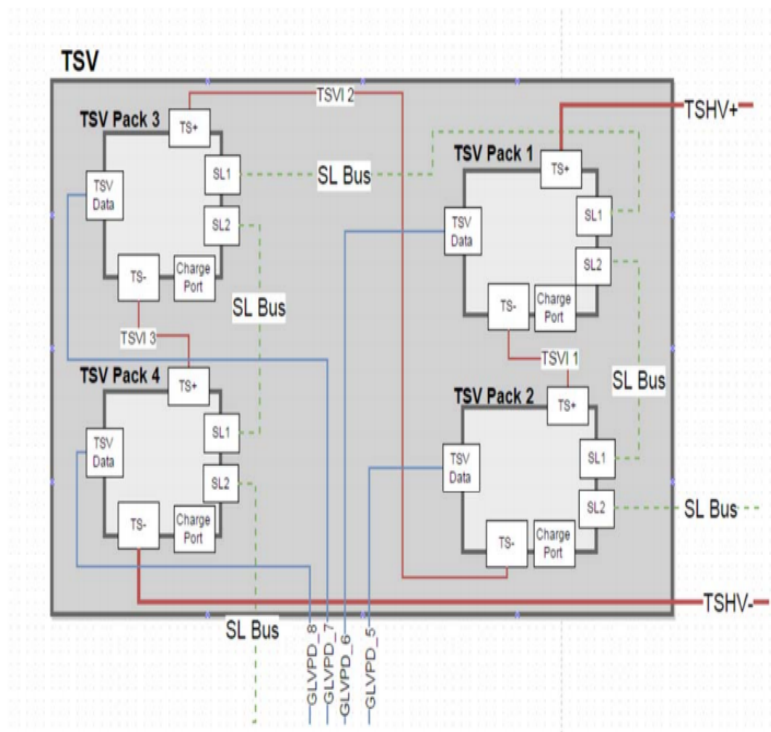 TSV
TSV Pack 3
TS+
TSVI 2
TSHV+
TSV Pack 1
TS+
SL1
SL Bus
TSV
Data
SL2
TSV
Data
SL1
SL2
TS-
Charge
Port
SL Bus
TS-
Charge
Port
TSVI 3
TSVI 1
TSV Pack 4
TS+
SL Bus
TSV Pack 2
TS+
TSV
Data
SL1
SL2
TSV
Data
SL1
SL2
SL Bus
TS-
Charge
Port
TS-
Charge
Port
TSHV-
SL Bus
GLVPD_8
GLVPD_7
GLVPD_6
GLVPD_5